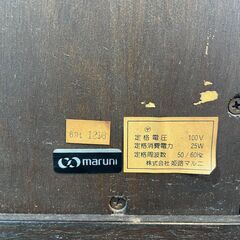 maruni
定格電圧 100V
定格消費電力 25W
定格周波数 50/60Hz
株式会社姫路マルニ